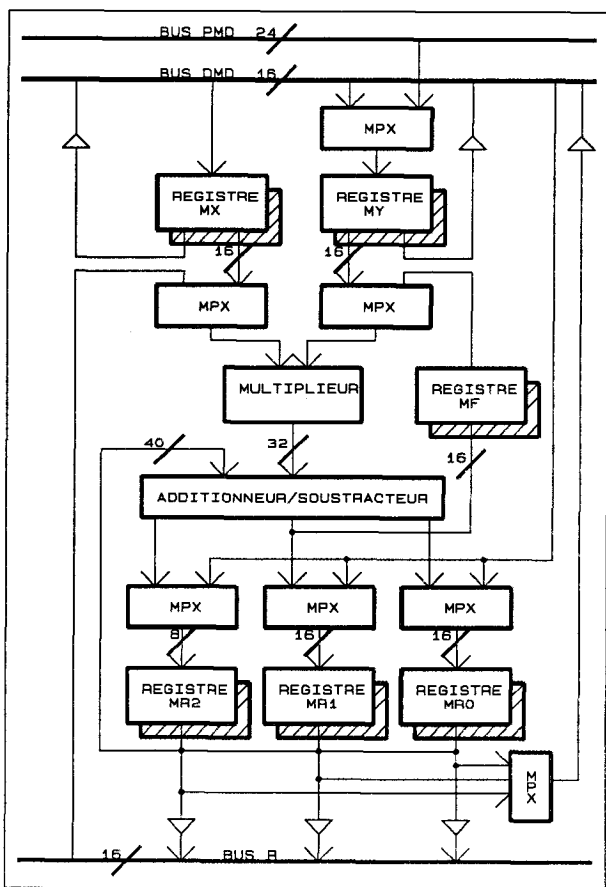 BUS PMD 24
BUS DMD 16
MPX
REGISTRE
MX
REGISTRE
MY
16
16
MPX
MPX
MULTIPLIEUR
REGISTRE
MF
40
32
16
ADDITIONNEUR/SOUSTRACTEUR
MPX
MPX
MPX
8
16
16
REGISTRE
MR2
REGISTRE
MR1
REGISTRE
MR0
MPX
16
BUS R